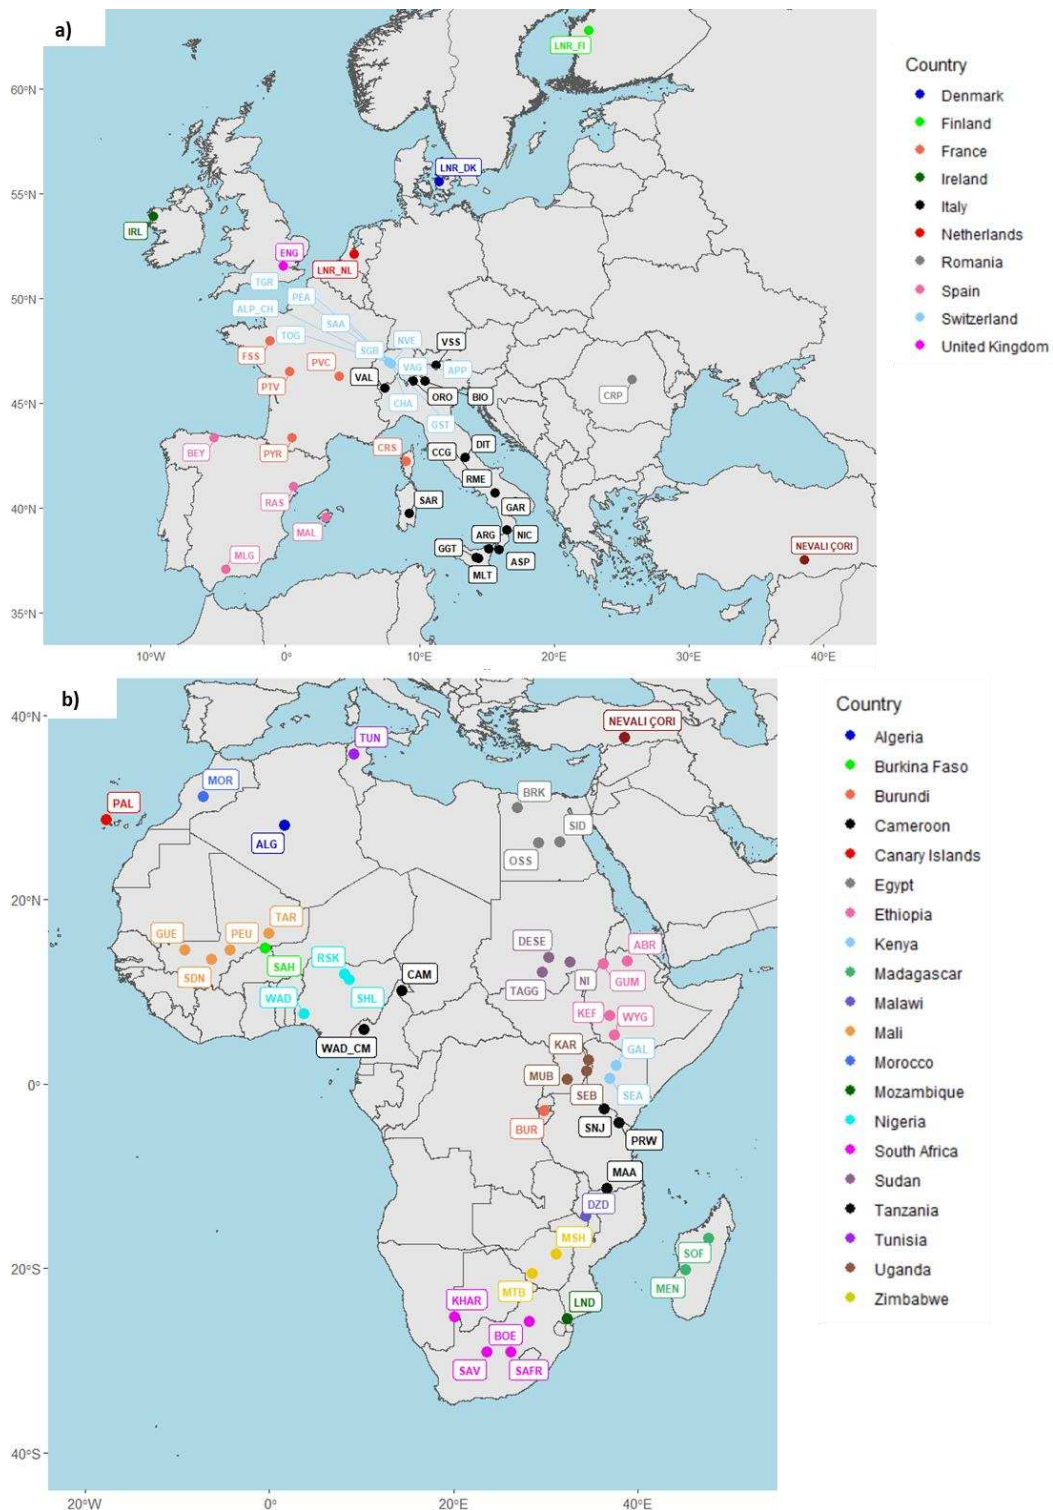 a)
LNR_FI
60°N
LNR_DK
55°N
IRL
ENG
LNR_NL
TGR
PEA
50°N
ALP_CH
SAA
TOG
NVE
VSS
SGB
FSS
PVC
VAG
APP
VAL
PTV
ORO
BIO
CRP
45°N
CHA
GST
DIT
BEY
PYR
CRS
CCG
RME
RAS
SAR
GAR
40°N
MAL
ARG
NIC
NEVALI ÇORI
GGT
ASP
MLG
MLT
35°N
10°W
0°
10°E
20°E
30°E
40°E
Country
Denmark
Finland
France
Ireland
Italy
Netherlands
Romania
Spain
Switzerland
United Kingdom
b)
40°N
NEVALI ÇORI
TUN
MOR
BRK
PAL
SID
ALG
OSS
20°N
TAR
GUE
PEU
DESE
ABR
RSK
SAH
CAM
SDN
NI
GUM
TAGG
WAD
SHL
KEF
WYG
WAD_CM
KAR
GAL
0°
MUB
SEB
SEA
BUR
SNJ
PRW
MAA
DZD
MSH
SOF
20°S
MTB
MEN
KHAR
LND
BOE
SAV
SAFR
40°S
20°W
0°
20°E
40°E
Country
Algeria
Burkina Faso
Burundi
Cameroon
Canary Islands
Egypt
Ethiopia
Kenya
Madagascar
Malawi
Mali
Morocco
Mozambique
Nigeria
South Africa
Sudan
Tanzania
Tunisia
Uganda
Zimbabwe